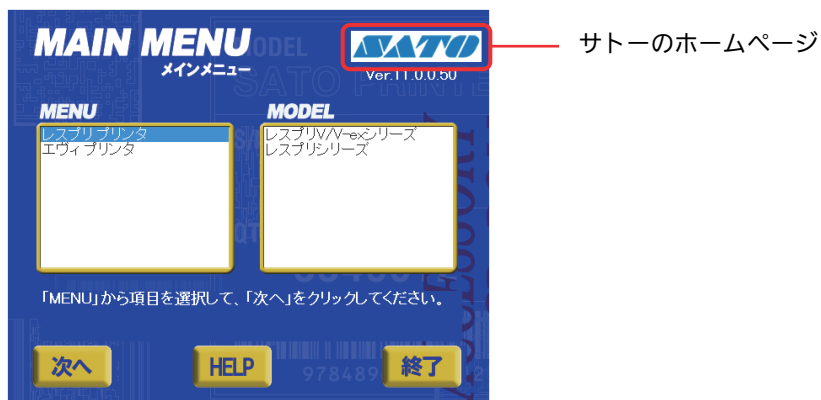 MAIN MENU
メインメニュー
SATO
Ver.11.0.0.50
サトーのホームページ
MENU
MODEL
レスプリ プリンタ
エヴィ プリンタ
レスプリV/V-exシリーズ
レスプリシリーズ
「MENU」から項目を選択して、「次へ」をクリックしてください。
次へ
HELP
終了